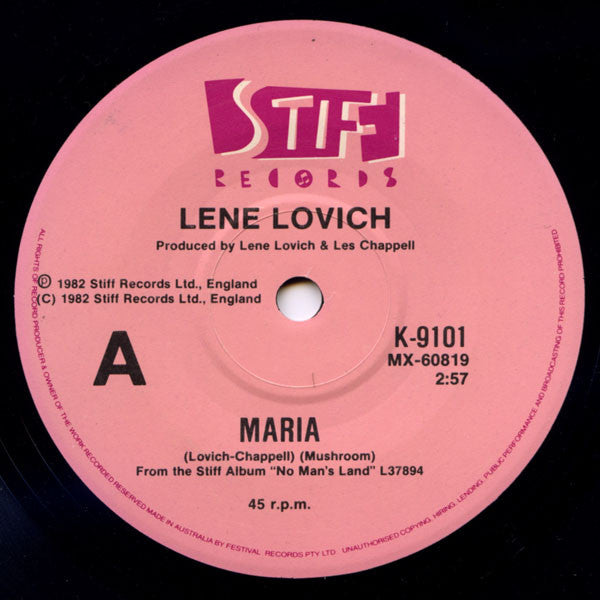 STIFF
RECORDS
LENE LOVICH
Produced by Lene Lovich & Les Chappell
℗ 1982 Stiff Records Ltd., England
(C) 1982 Stiff Records Ltd., England
A
K-9101
MX-60819
2:57
MARIA
(Lovich-Chappell) (Mushroom)
From the Stiff Album “No Man's Land” L37894
45 r.p.m.
ALL RIGHTS OF RECORD PRODUCER & OWNER OF THE WORK RECORDED RESERVED MADE IN AUSTRALIA BY FESTIVAL RECORDS PTY LTD. UNAUTHORISED COPYING, HIRING, LENDING, PUBLIC PERFORMANCE AND BROADCASTING OF THIS RECORD PROHIBITED